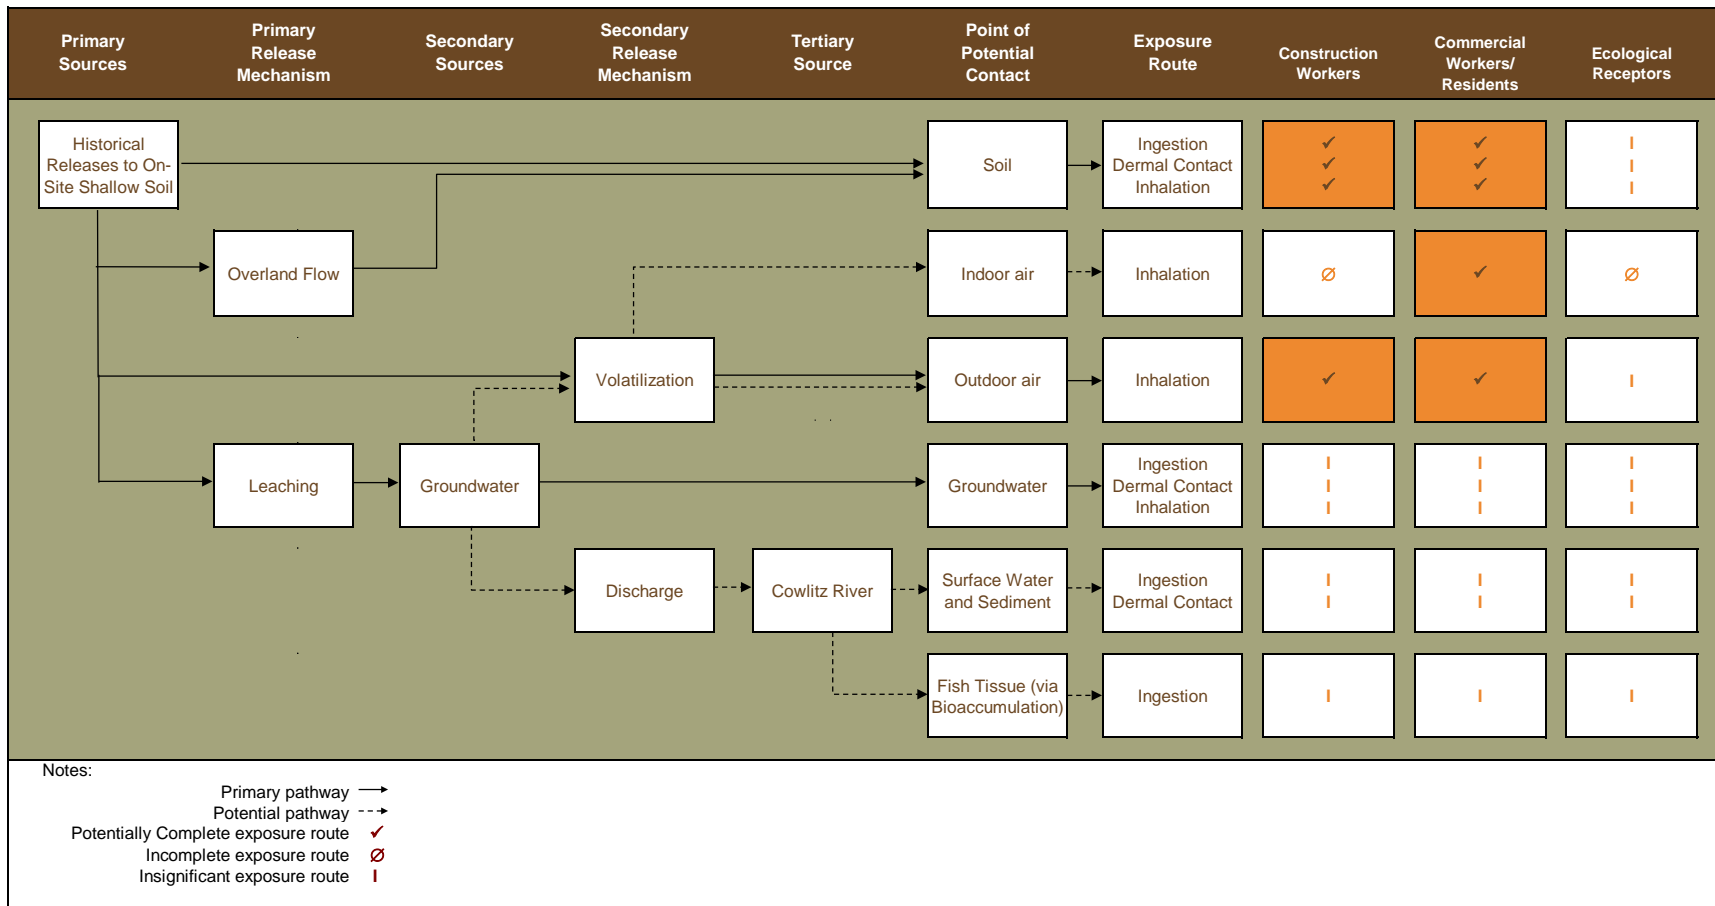 Primary
Sources
Primary
Release
Mechanism
Secondary
Sources
Secondary
Release
Mechanism
Tertiary
Source
Point of
Potential
Contact
Exposure
Route
Construction
Workers
Commercial
Workers/
Residents
Ecological
Receptors
Historical
Releases to On-
Site Shallow Soil
Soil
Ingestion
Dermal Contact
Inhalation
✓
✓
✓
✓
✓
✓
I
I
I
Overland Flow
Indoor air
Inhalation
Ø
✓
Ø
Volatilization
Outdoor air
Inhalation
✓
✓
I
Leaching
Groundwater
Groundwater
Ingestion
Dermal Contact
Inhalation
I
I
I
I
I
I
I
I
I
Discharge
Cowlitz River
Surface Water
and Sediment
Ingestion
Dermal Contact
I
I
I
I
I
I
Fish Tissue (via
Bioaccumulation)
Ingestion
I
I
I
Notes:
Primary pathway
Potential pathway
Potentially Complete exposure route ✓
Incomplete exposure route Ø
Insignificant exposure route I